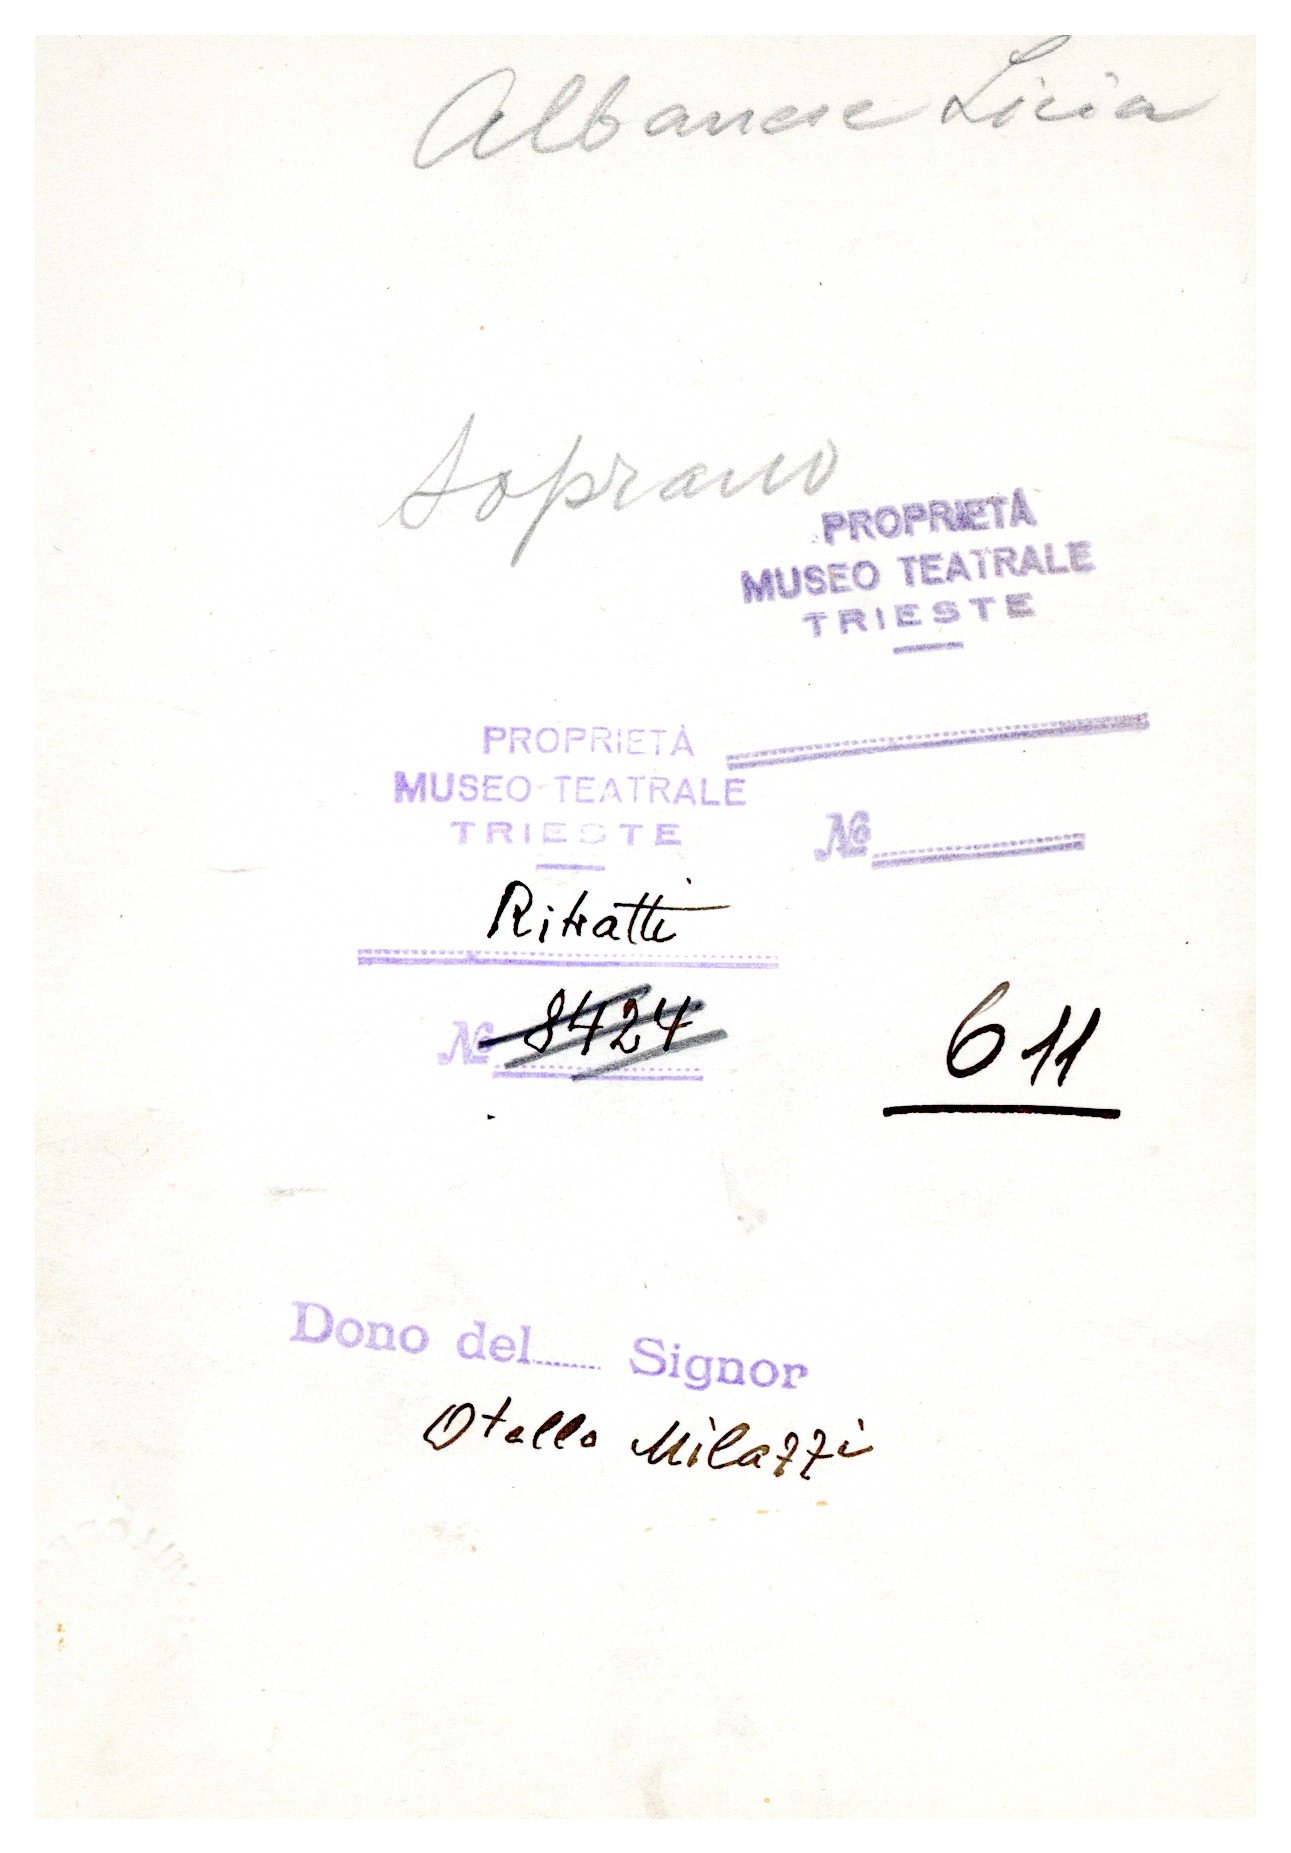 Albanese Licia
Soprano
PROPRIETÀ
MUSEO TEATRALE
TRIESTE
№
PROPRIETÀ
MUSEO TEATRALE
TRIESTE
Ritratti
№ 8424
611
Dono del...... Signor
Otello Milazzi